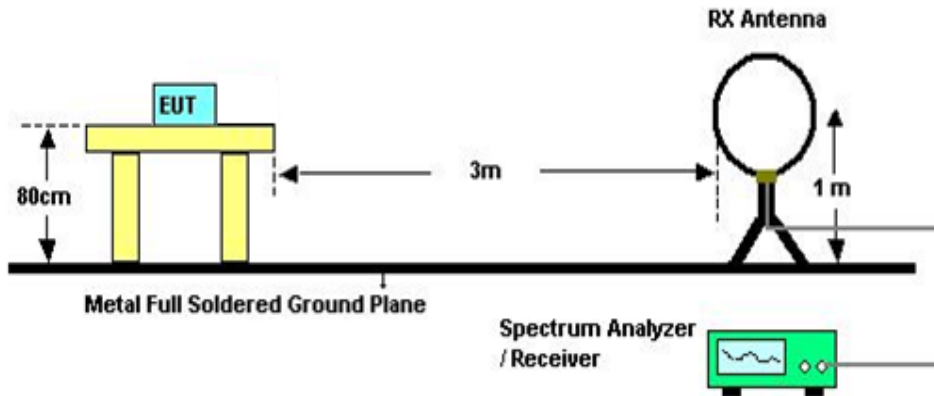 RX Antenna
EUT
3m
80cm
1 m
Metal Full Soldered Ground Plane
Spectrum Analyzer
/ Receiver